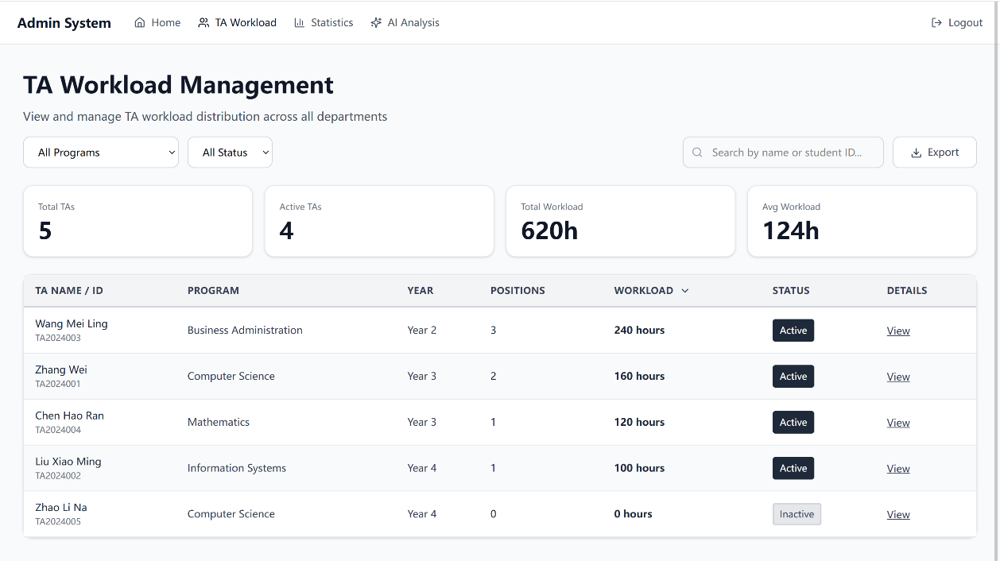 Admin System Home TA Workload Statistics AI Analysis Logout
TA Workload Management
View and manage TA workload distribution across all departments
All Programs All Status Search by name or student ID... Export
Total TAs Active TAs Total Workload Avg Workload
5 4 620h 124h
TA NAME / ID PROGRAM YEAR POSITIONS WORKLOAD STATUS DETAILS
Wang Mei Ling
TA2024003
Business Administration Year 2 3 240 hours Active View
Zhang Wei
TA2024001
Computer Science Year 3 2 160 hours Active View
Chen Hao Ran
TA2024004
Mathematics Year 3 1 120 hours Active View
Liu Xiao Ming
TA2024002
Information Systems Year 4 1 100 hours Active View
Zhao Li Na
TA2024005
Computer Science Year 4 0 0 hours Inactive View